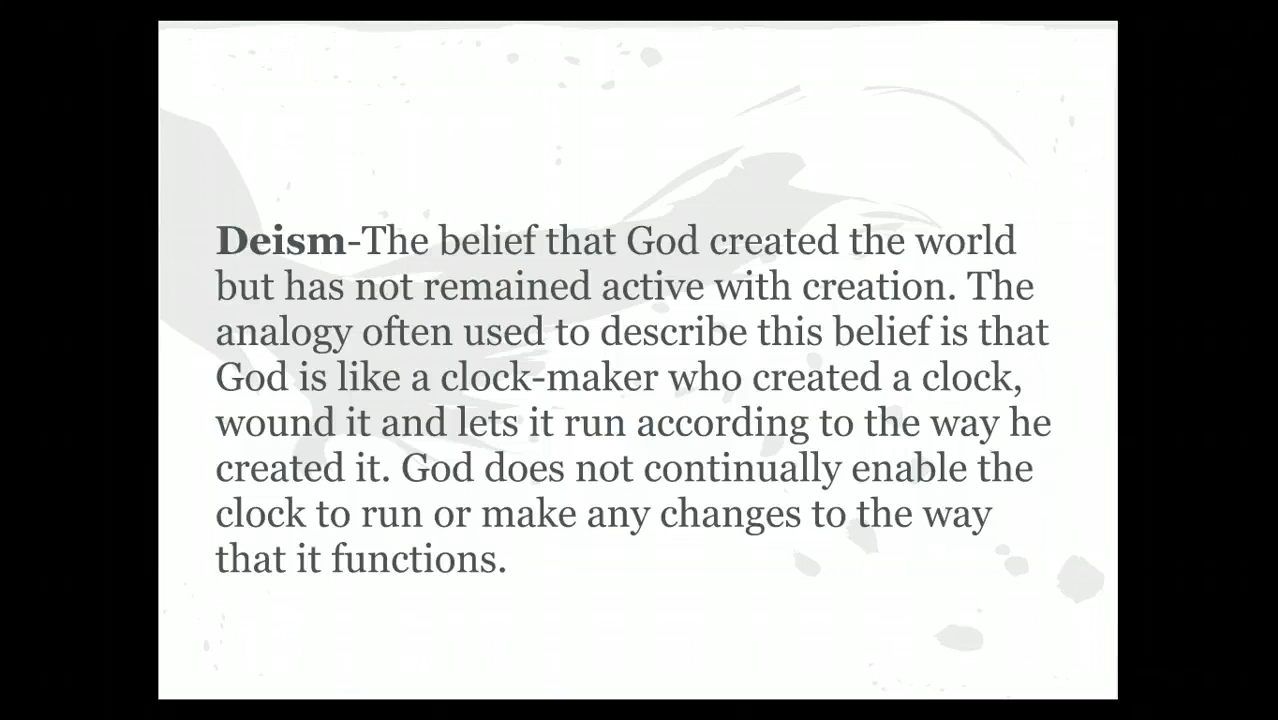 Deism-The belief that God created the world
but has not remained active with creation. The
analogy often used to describe this belief is that
God is like a clock-maker who created a clock,
wound it and lets it run according to the way he
created it. God does not continually enable the
clock to run or make any changes to the way
that it functions.